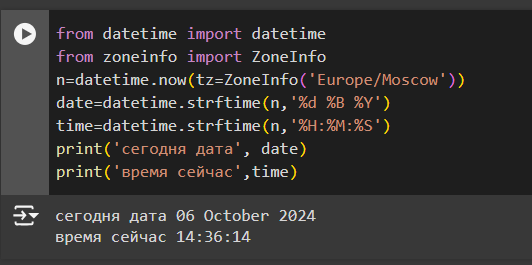 from datetime import datetime
from zoneinfo import ZoneInfo
n=datetime.now(tz=ZoneInfo('Europe/Moscow'))
date=datetime.strftime(n,'%d %B %Y')
time=datetime.strftime(n,'%H:%M:%S')
print('сегодня дата', date)
print('время сейчас',time)
сегодня дата 06 October 2024
время сейчас 14:36:14